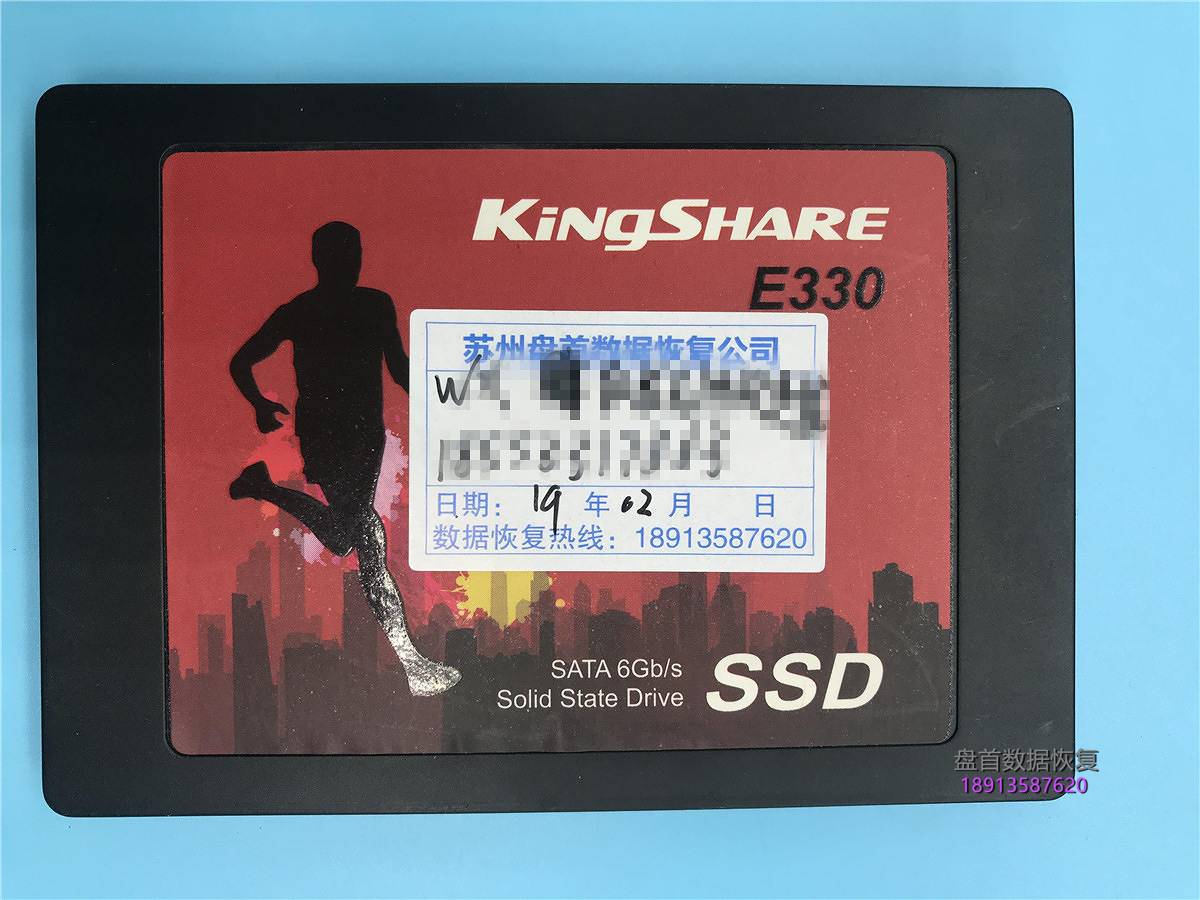 KiNgSHARE
E330
苏州盘首数据恢复公司
日期: 19 年 02 月 日
数据恢复热线: 18913587620
SATA 6Gb/s
Solid State Drive
SSD
盘首数据恢复
18913587620